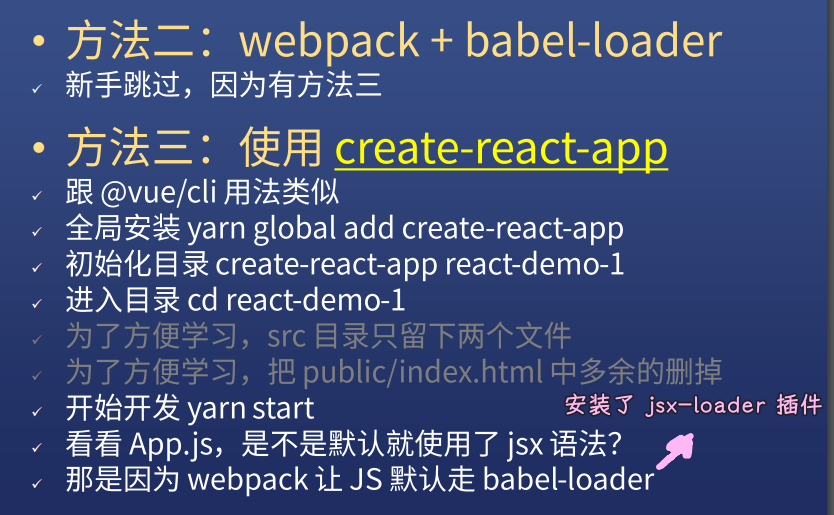 • 方法二：webpack + babel-loader
✓ 新手跳过，因为有方法三
• 方法三：使用 create-react-app
✓ 跟 @vue/cli 用法类似
✓ 全局安装 yarn global add create-react-app
✓ 初始化目录 create-react-app react-demo-1
✓ 进入目录 cd react-demo-1
✓ 为了方便学习，src 目录只留下两个文件
✓ 为了方便学习，把 public/index.html 中多余的删掉
✓ 开始开发 yarn start
安装了 jsx-loader 插件
✓ 看看 App.js，是不是默认就使用了 jsx 语法？
✓ 那是因为 webpack 让 JS 默认走 babel-loader